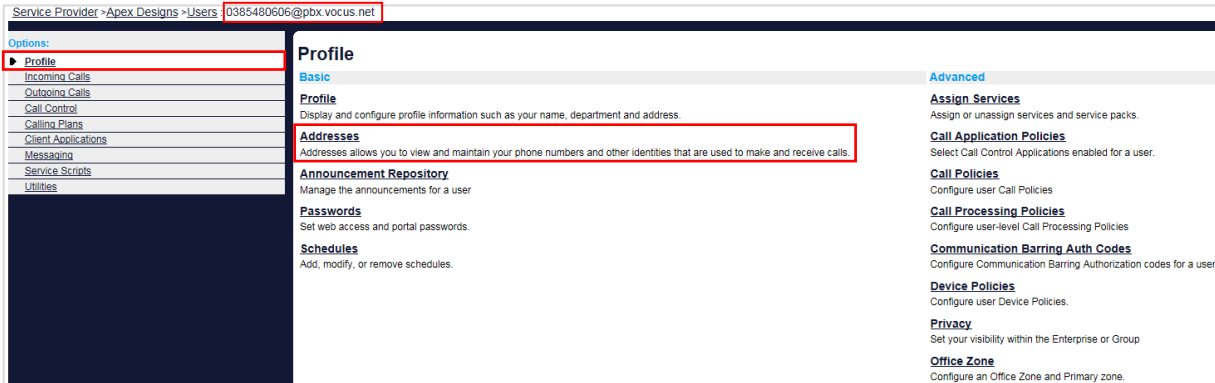 Service Provider >Apex Designs >Users : 0385480606@pbx.vocus.net
Options:
Profile
Incoming Calls
Outgoing Calls
Call Control
Calling Plans
Client Applications
Messaging
Service Scripts
Utilities
Profile
Basic
Profile
Display and configure profile information such as your name, department and address.
Addresses
Addresses allows you to view and maintain your phone numbers and other identities that are used to make and receive calls.
Announcement Repository
Manage the announcements for a user
Passwords
Set web access and portal passwords.
Schedules
Add, modify, or remove schedules.
Advanced
Assign Services
Assign or unassign services and service packs.
Call Application Policies
Select Call Control Applications enabled for a user.
Call Policies
Configure user Call Policies
Call Processing Policies
Configure user-level Call Processing Policies
Communication Barring Auth Codes
Configure Communication Barring Authorization codes for a user
Device Policies
Configure user Device Policies.
Privacy
Set your visibility within the Enterprise or Group
Office Zone
Configure an Office Zone and Primary zone.